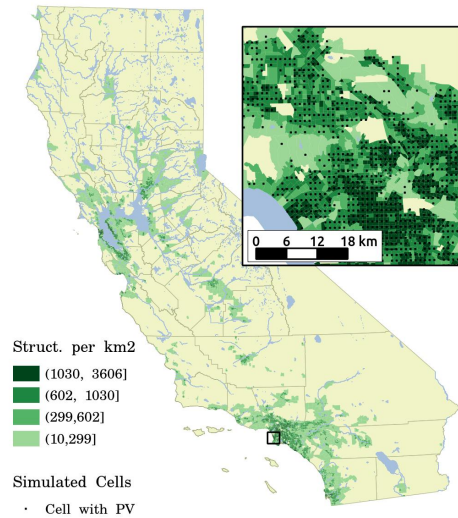 0 6 12 18 km
Struct. per km2
(1030, 3606]
(602, 1030]
(299,602]
(10,299]
Simulated Cells
Cell with PV